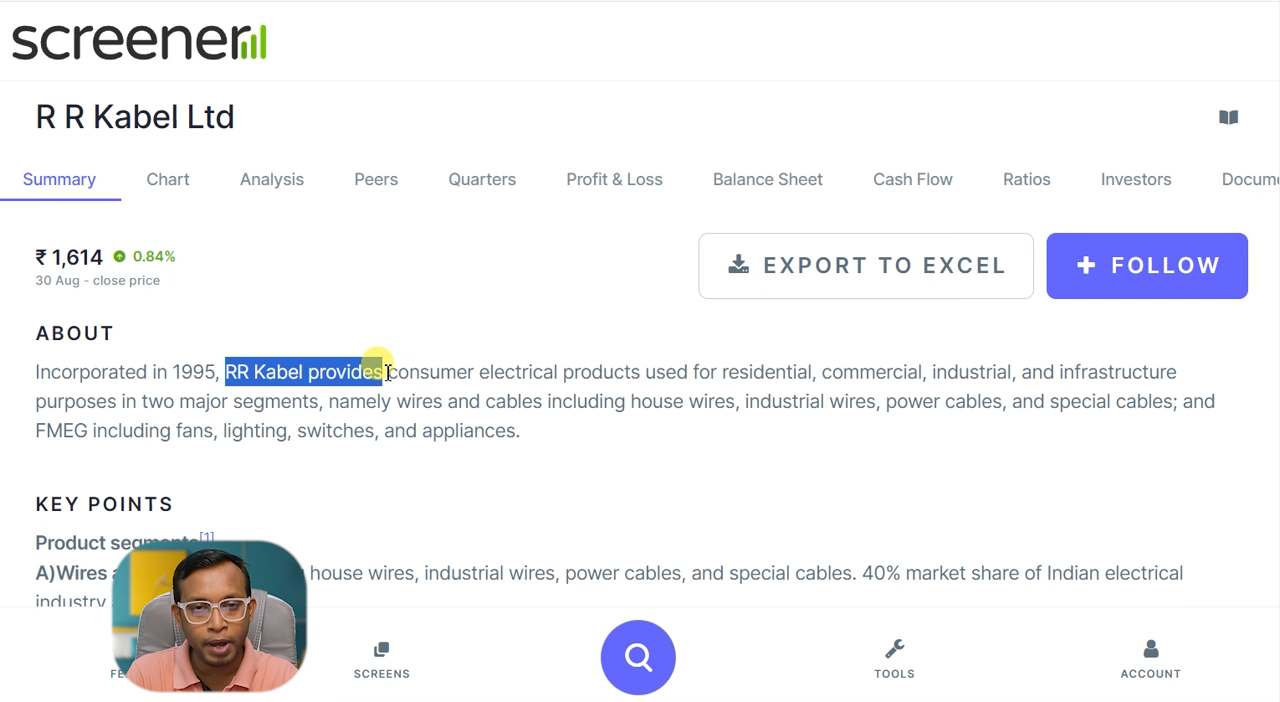 screener
R R Kabel Ltd
Summary Chart Analysis Peers Quarters Profit & Loss Balance Sheet Cash Flow Ratios Investors Docume
₹ 1,614 0.84%
30 Aug - close price
EXPORT TO EXCEL
+ FOLLOW
ABOUT
Incorporated in 1995, RR Kabel provides consumer electrical products used for residential, commercial, industrial, and infrastructure
purposes in two major segments, namely wires and cables including house wires, industrial wires, power cables, and special cables; and
FMEG including fans, lighting, switches, and appliances.
KEY POINTS
Product segments[1]
A)Wires house wires, industrial wires, power cables, and special cables. 40% market share of Indian electrical
industry
SCREENS
TOOLS
ACCOUNT